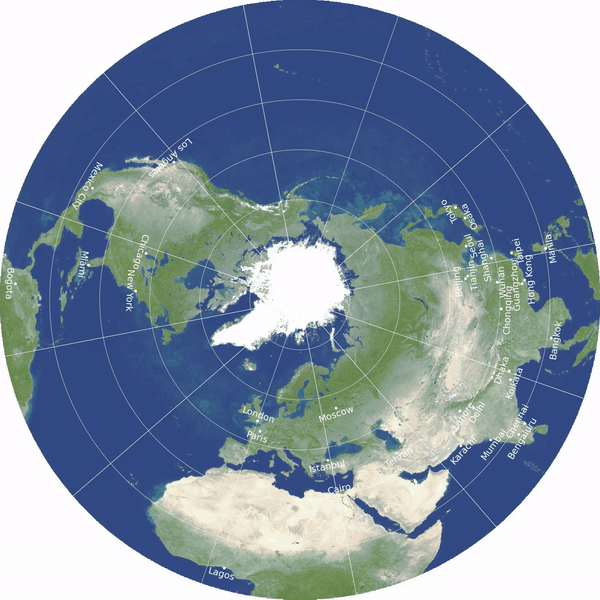 Los Angeles
Mexico City
Tokyo
Osaka
Chicago
New York
Miami
Bogota
Beijing
Tianjin
Seoul
Shanghai
Taipei
Manila
Wuhan
Chongqing
Guangzhou
Hong Kong
Bangkok
Dhaka
Kolkata
London
Paris
Moscow
Istanbul
Cairo
Lagos
Tehran
Lahore
Delhi
Karachi
Mumbai
Chennai
Bengaluru